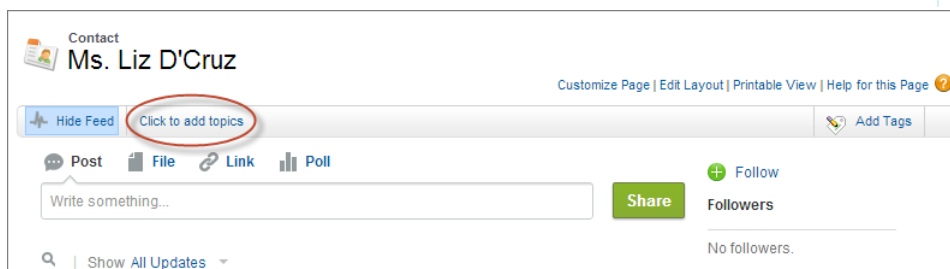 Contact
Ms. Liz D'Cruz
Customize Page | Edit Layout | Printable View | Help for this Page ?
Hide Feed Click to add topics Add Tags
Post File Link Poll
Follow
Write something... Share
Followers
No followers.
| Show All Updates